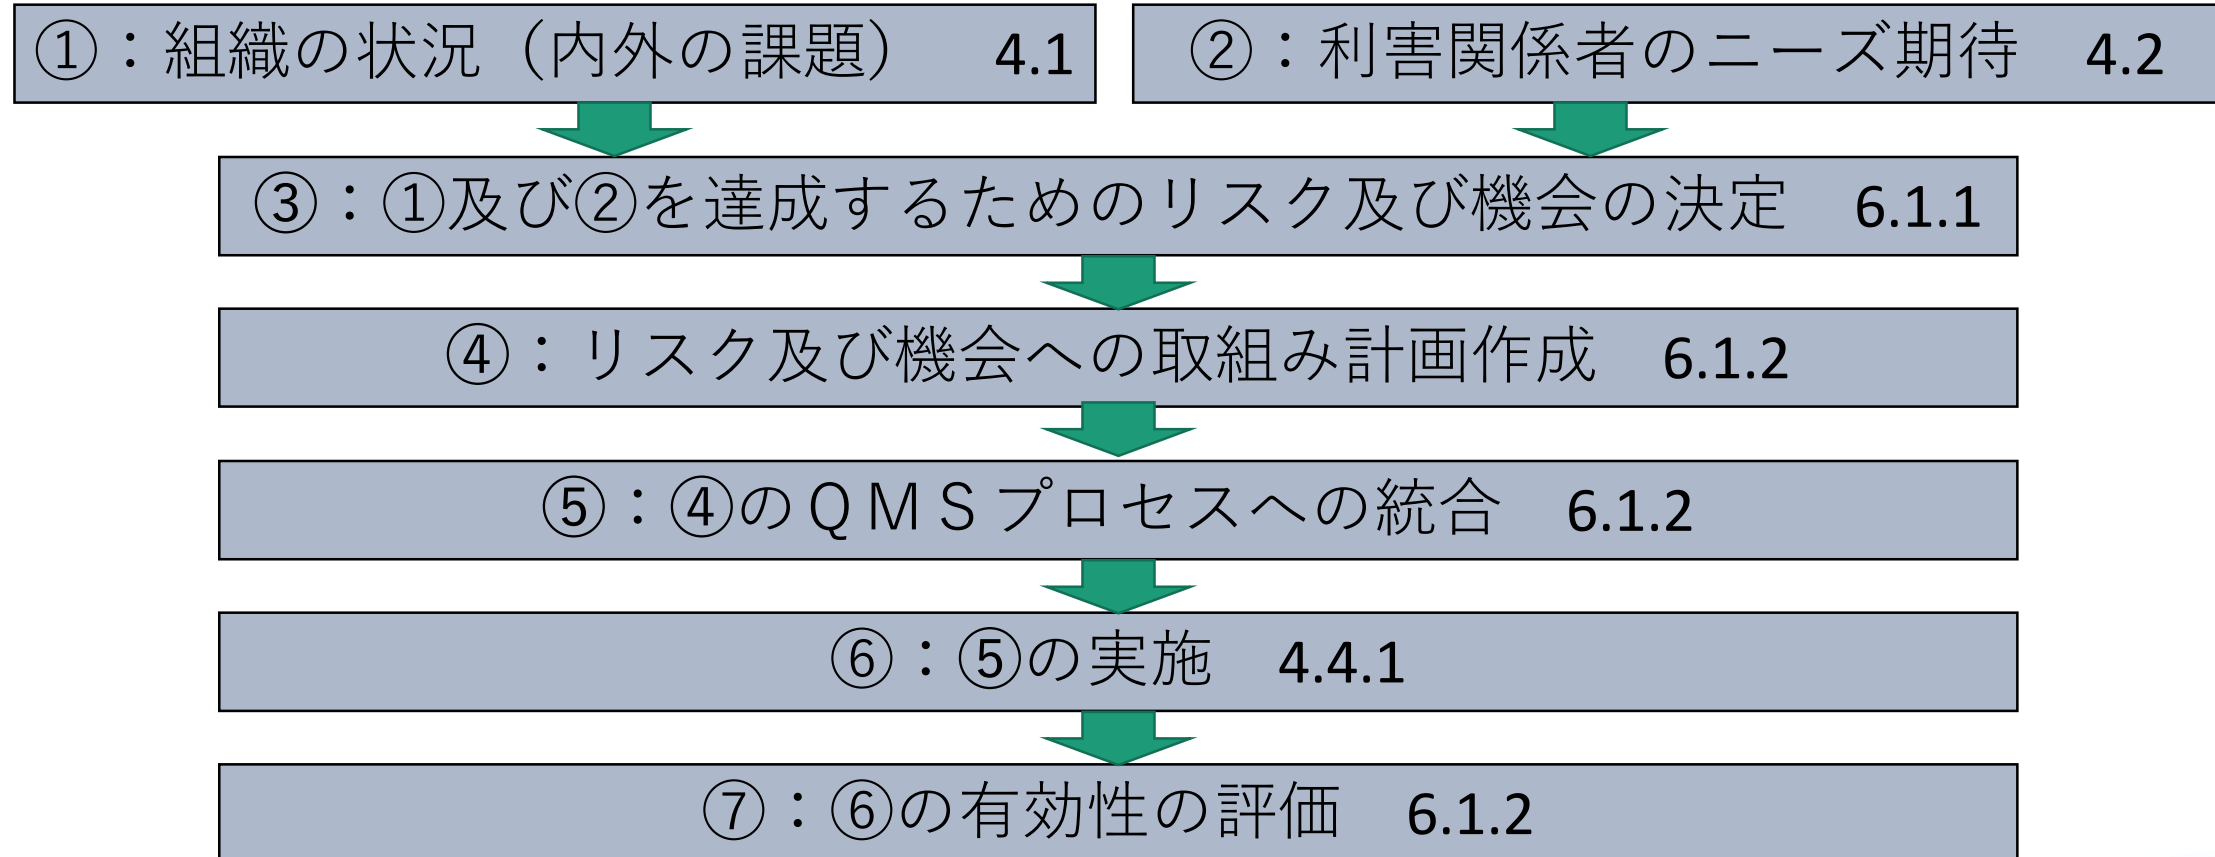 ①：組織の状況（内外の課題）　4.1
②：利害関係者のニーズ期待　4.2
③：①及び②を達成するためのリスク及び機会の決定　6.1.1
④：リスク及び機会への取組み計画作成　6.1.2
⑤：④のＱＭＳプロセスへの統合　6.1.2
⑥：⑤の実施　4.4.1
⑦：⑥の有効性の評価　6.1.2